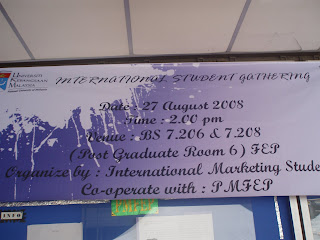 UNIVERSITI
KEBANGSAAN
MALAYSIA
INTERNATIONAL STUDENT GATHERING
Date : 27 August 2008
Time : 2.00 pm
Venue : BS 7.206 & 7.208
( Post Graduate Room 6 ) FEP
Organize by : International Marketing Stude
Co-operate with : PMFEP
INFO